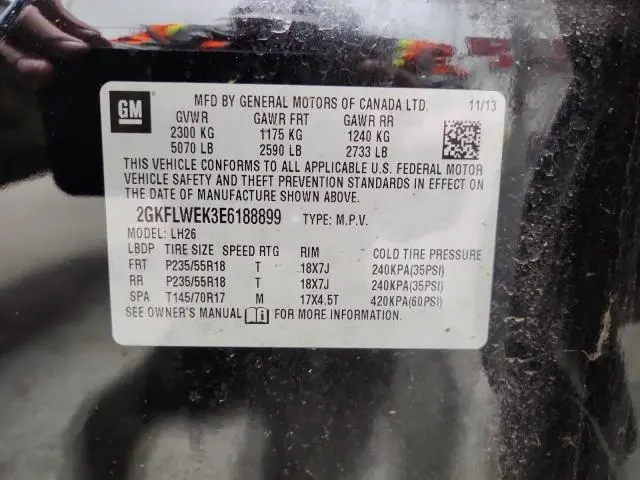 GM
MFD BY GENERAL MOTORS OF CANADA LTD. 11/13
GVWR GAWR FRT GAWR RR
2300 KG 1175 KG 1240 KG
5070 LB 2590 LB 2733 LB
THIS VEHICLE CONFORMS TO ALL APPLICABLE U.S. FEDERAL MOTOR
VEHICLE SAFETY AND THEFT PREVENTION STANDARDS IN EFFECT ON
THE DATE OF MANUFACTURE SHOWN ABOVE.
2GKFLWEK3E6188899 TYPE: M.P.V.
MODEL: LH26
LBDP TIRE SIZE SPEED RTG RIM COLD TIRE PRESSURE
FRT P235/55R18 T 18X7J 240KPA(35PSI)
RR P235/55R18 T 18X7J 240KPA(35PSI)
SPA T145/70R17 M 17X4.5T 420KPA(60PSI)
SEE OWNER'S MANUAL FOR MORE INFORMATION